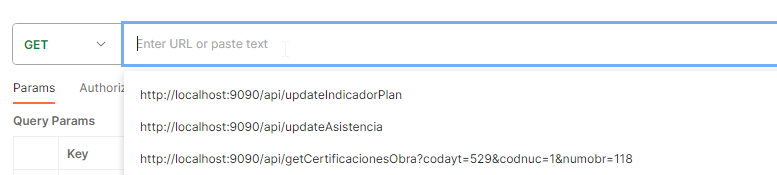 GET
Enter URL or paste text
Params
Authoriz
http://localhost:9090/api/updateIndicadorPlan
Query Params
http://localhost:9090/api/updateAsistencia
Key
http://localhost:9090/api/getCertificacionesObra?codayt=529&codnuc=1&numobr=118